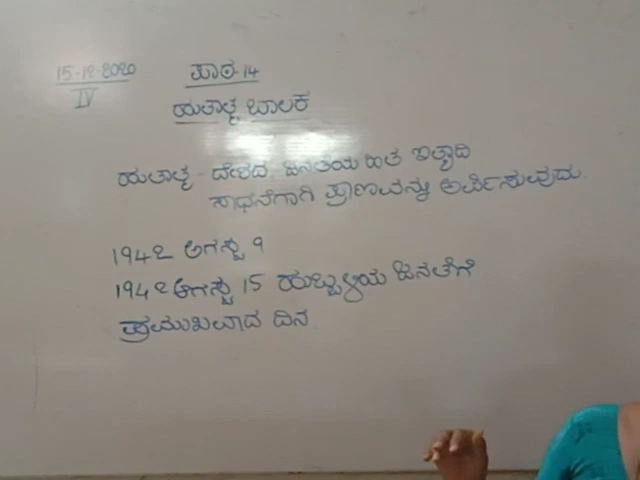 15-12-2020 ಪಾಠ-14
IV
ಹುತಾತ್ಮ ಬಾಲಕ
ಹುತಾತ್ಮ - ದೇಶದ, ಜನತೆಯ ಹಿತ ಇತ್ಯಾದಿ
ಸಾಧನೆಗಾಗಿ ಪ್ರಾಣವನ್ನು ಅರ್ಪಿಸುವುದು.
1942 ಆಗಸ್ಟ್ 9
1942 ಆಗಸ್ಟ್ 15 ಹುಬ್ಬಳ್ಳಿಯ ಜನತೆಗೆ
ಪ್ರಮುಖವಾದ ದಿನ.